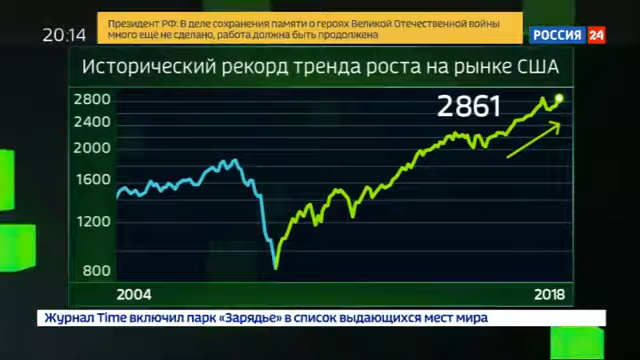 20:14
Президент РФ: В деле сохранения памяти о героях Великой Отечественной войны
много ещё не сделано, работа должна быть продолжена
РОССИЯ 24
Исторический рекорд тренда роста на рынке США
2800
2861
2400
2000
1600
1200
800
2004
2018
Журнал Time включил парк «Зарядье» в список выдающихся мест мира